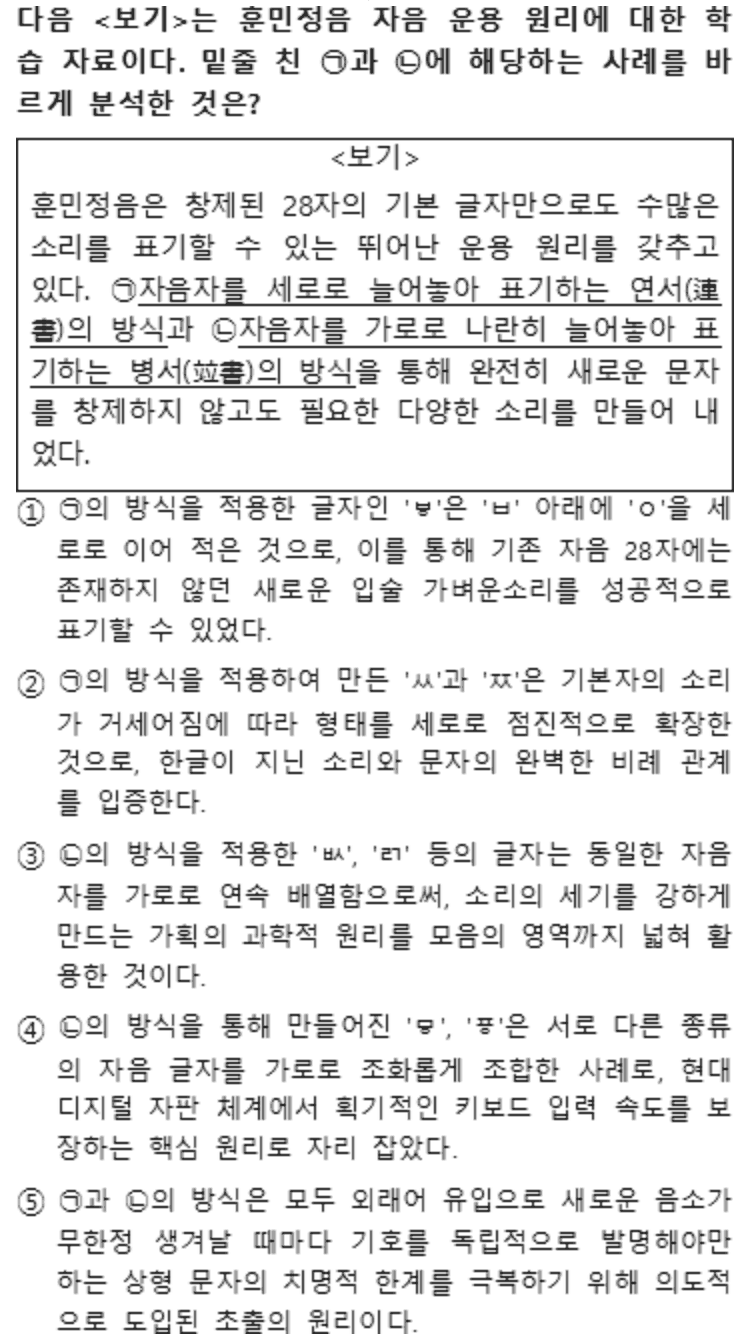 다음 <보기>는 훈민정음 자음 운용 원리에 대한 학
습 자료이다. 밑줄 친 ㉠과 ㉡에 해당하는 사례를 바
르게 분석한 것은?
<보기>
훈민정음은 창제된 28자의 기본 글자만으로도 수많은
소리를 표기할 수 있는 뛰어난 운용 원리를 갖추고
있다. ㉠자음자를 세로로 늘어놓아 표기하는 연서(連
書)의 방식과 ㉡자음자를 가로로 나란히 늘어놓아 표
기하는 병서(竝書)의 방식을 통해 완전히 새로운 문자
를 창제하지 않고도 필요한 다양한 소리를 만들어 내
었다.
① ㉠의 방식을 적용한 글자인 'ㅸ'은 'ㅂ' 아래에 'ㅇ'을 세
로로 이어 적은 것으로, 이를 통해 기존 자음 28자에는
존재하지 않던 새로운 입술 가벼운소리를 성공적으로
표기할 수 있었다.
② ㉠의 방식을 적용하여 만든 'ㅆ'과 'ㅉ'은 기본자의 소리
가 거세어짐에 따라 형태를 세로로 점진적으로 확장한
것으로, 한글이 지닌 소리와 문자의 완벽한 비례 관계
를 입증한다.
③ ㉡의 방식을 적용한 'ㅄ', 'ㄺ' 등의 글자는 동일한 자음
자를 가로로 연속 배열함으로써, 소리의 세기를 강하게
만드는 가획의 과학적 원리를 모음의 영역까지 넓혀 활
용한 것이다.
④ ㉡의 방식을 통해 만들어진 'ㅱ', 'ㆄ'은 서로 다른 종류
의 자음 글자를 가로로 조화롭게 조합한 사례로, 현대
디지털 자판 체계에서 획기적인 키보드 입력 속도를 보
장하는 핵심 원리로 자리 잡았다.
⑤ ㉠과 ㉡의 방식은 모두 외래어 유입으로 새로운 음소가
무한정 생겨날 때마다 기호를 독립적으로 발명해야만
하는 상형 문자의 치명적 한계를 극복하기 위해 의도적
으로 도입된 초출의 원리이다.